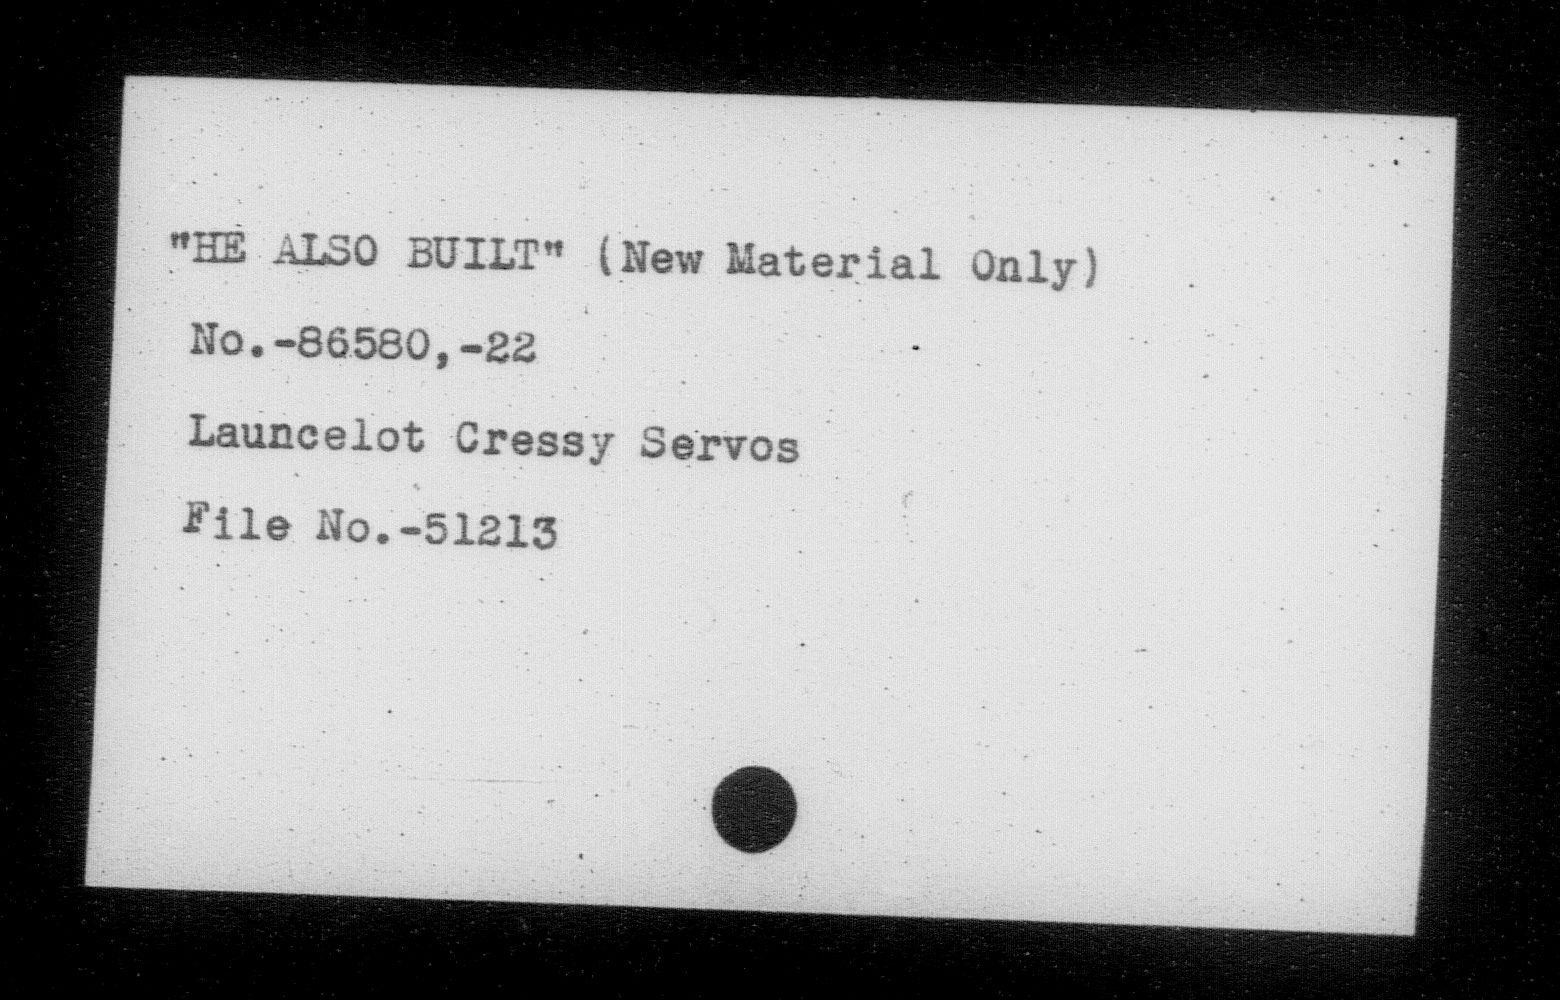 "HE ALSO BUILT" (New Material Only)
No.-86580,-22
Launcelot Cressy Servos
File No.-51213